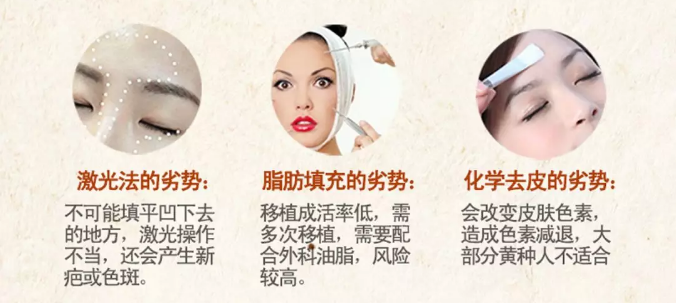 激光法的劣势：
不可能填平凹下去
的地方，激光操作
不当，还会产生新
疤或色斑。
脂肪填充的劣势：
移植成活率低，需
多次移植，需要配
合外科油脂，风险
较高。
化学去皮的劣势：
会改变皮肤色素，
造成色素减退，大
部分黄种人不适合